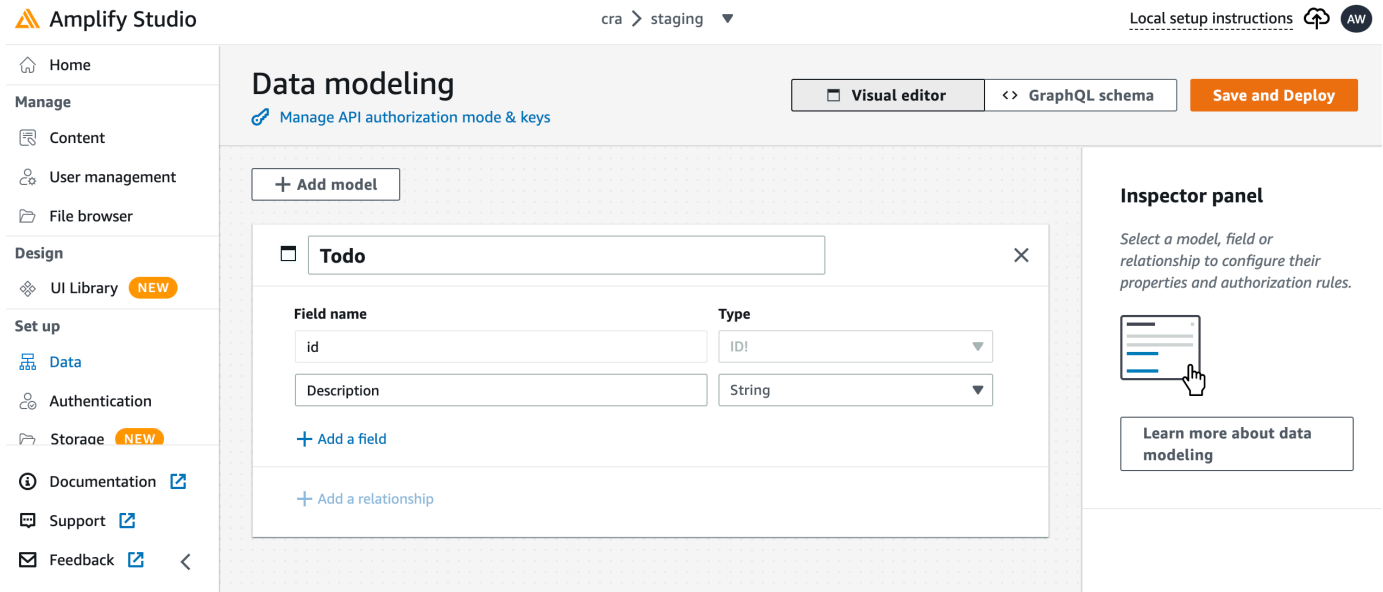 Amplify Studio
cra > staging
Local setup instructions
AW
Home
Manage
Content
User management
File browser
Design
UI Library NEW
Set up
Data
Authentication
Storage NEW
Documentation
Support
Feedback
Data modeling
Manage API authorization mode & keys
Visual editor
<> GraphQL schema
Save and Deploy
+ Add model
Todo
Field name Type
id ID!
Description String
+ Add a field
+ Add a relationship
Inspector panel
Select a model, field or
relationship to configure their
properties and authorization rules.
Learn more about data
modeling